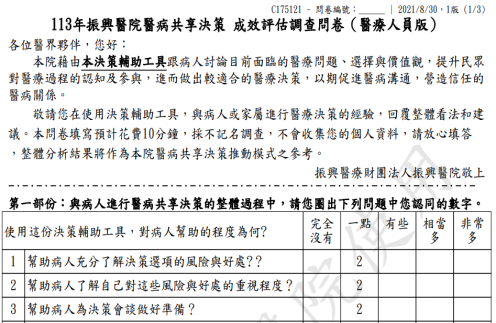 C175121 - 問卷編號：_____ | 2021/8/30，1版 (1/3)
113年振興醫院醫病共享決策 成效評估調查問卷（醫療人員版）
各位醫界夥伴，您好：
本院藉由本決策輔助工具跟病人討論目前面臨的醫療問題、選擇與價值觀，提升民眾
對醫療過程的認知及參與，進而做出較適合的醫療決策，以期促進醫病溝通，營造信任的
醫病關係。
敬請您在使用決策輔助工具，與病人或家屬進行醫療決策的經驗，回覆整體看法和建
議。本問卷填寫預計花費10分鐘，採不記名調查，不會收集您的個人資料，請放心填答
，整體分析結果將作為本院醫病共享決策推動模式之參考。
振興醫療財團法人振興醫院敬上
第一部份：與病人進行醫病共享決策的整體過程中，請您圈出下列問題中您認同的數字。
使用這份決策輔助工具，對病人幫助的程度為何? 完全沒有 一點 有些 相當多 非常多
1 幫助病人充分了解決策選項的風險與好處?? 2
2 幫助病人了解自己對這些風險與好處的重視程度? 2
3 幫助病人為決策會談做好準備? 2
院使用